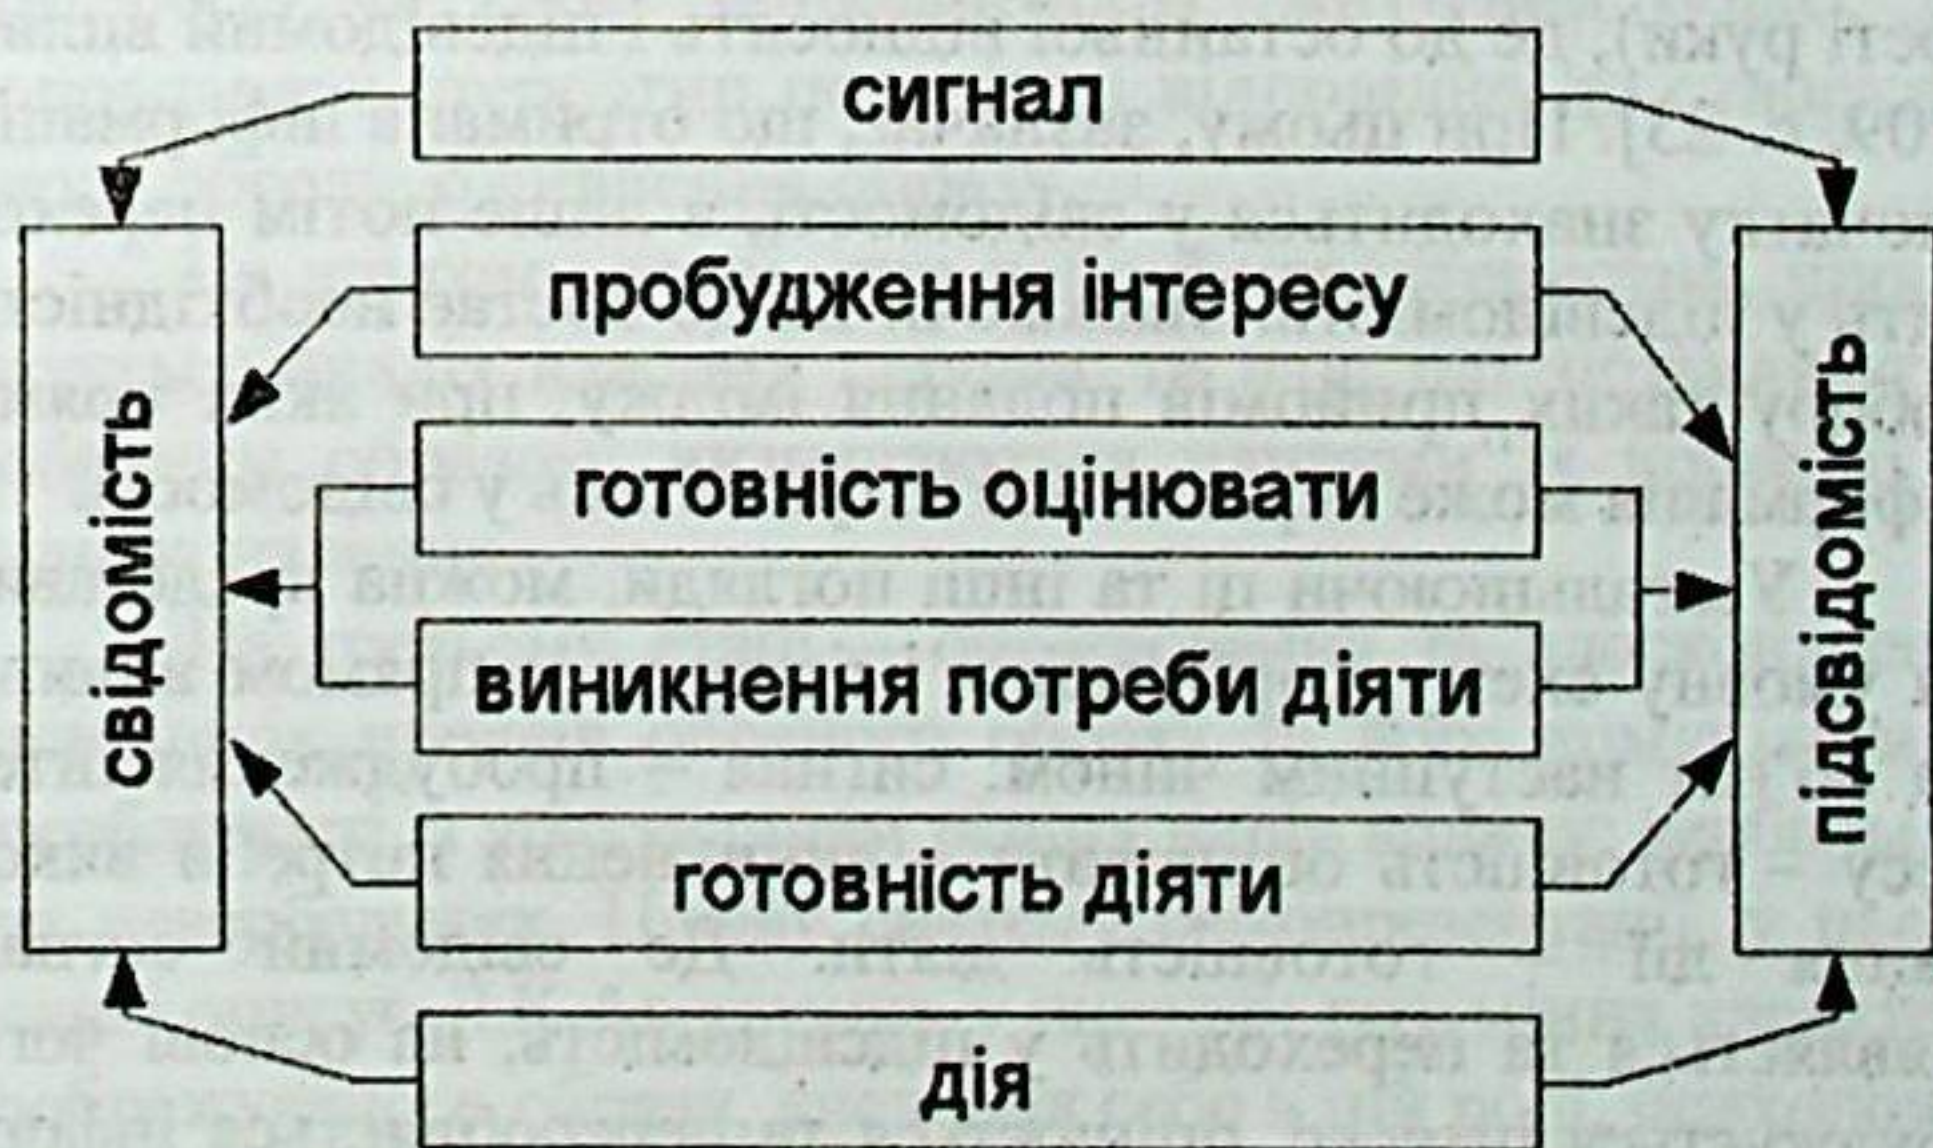 сигнал
пробудження інтересу
готовність оцінювати
виникнення потреби діяти
готовність діяти
дія
свідомість
підсвідомість